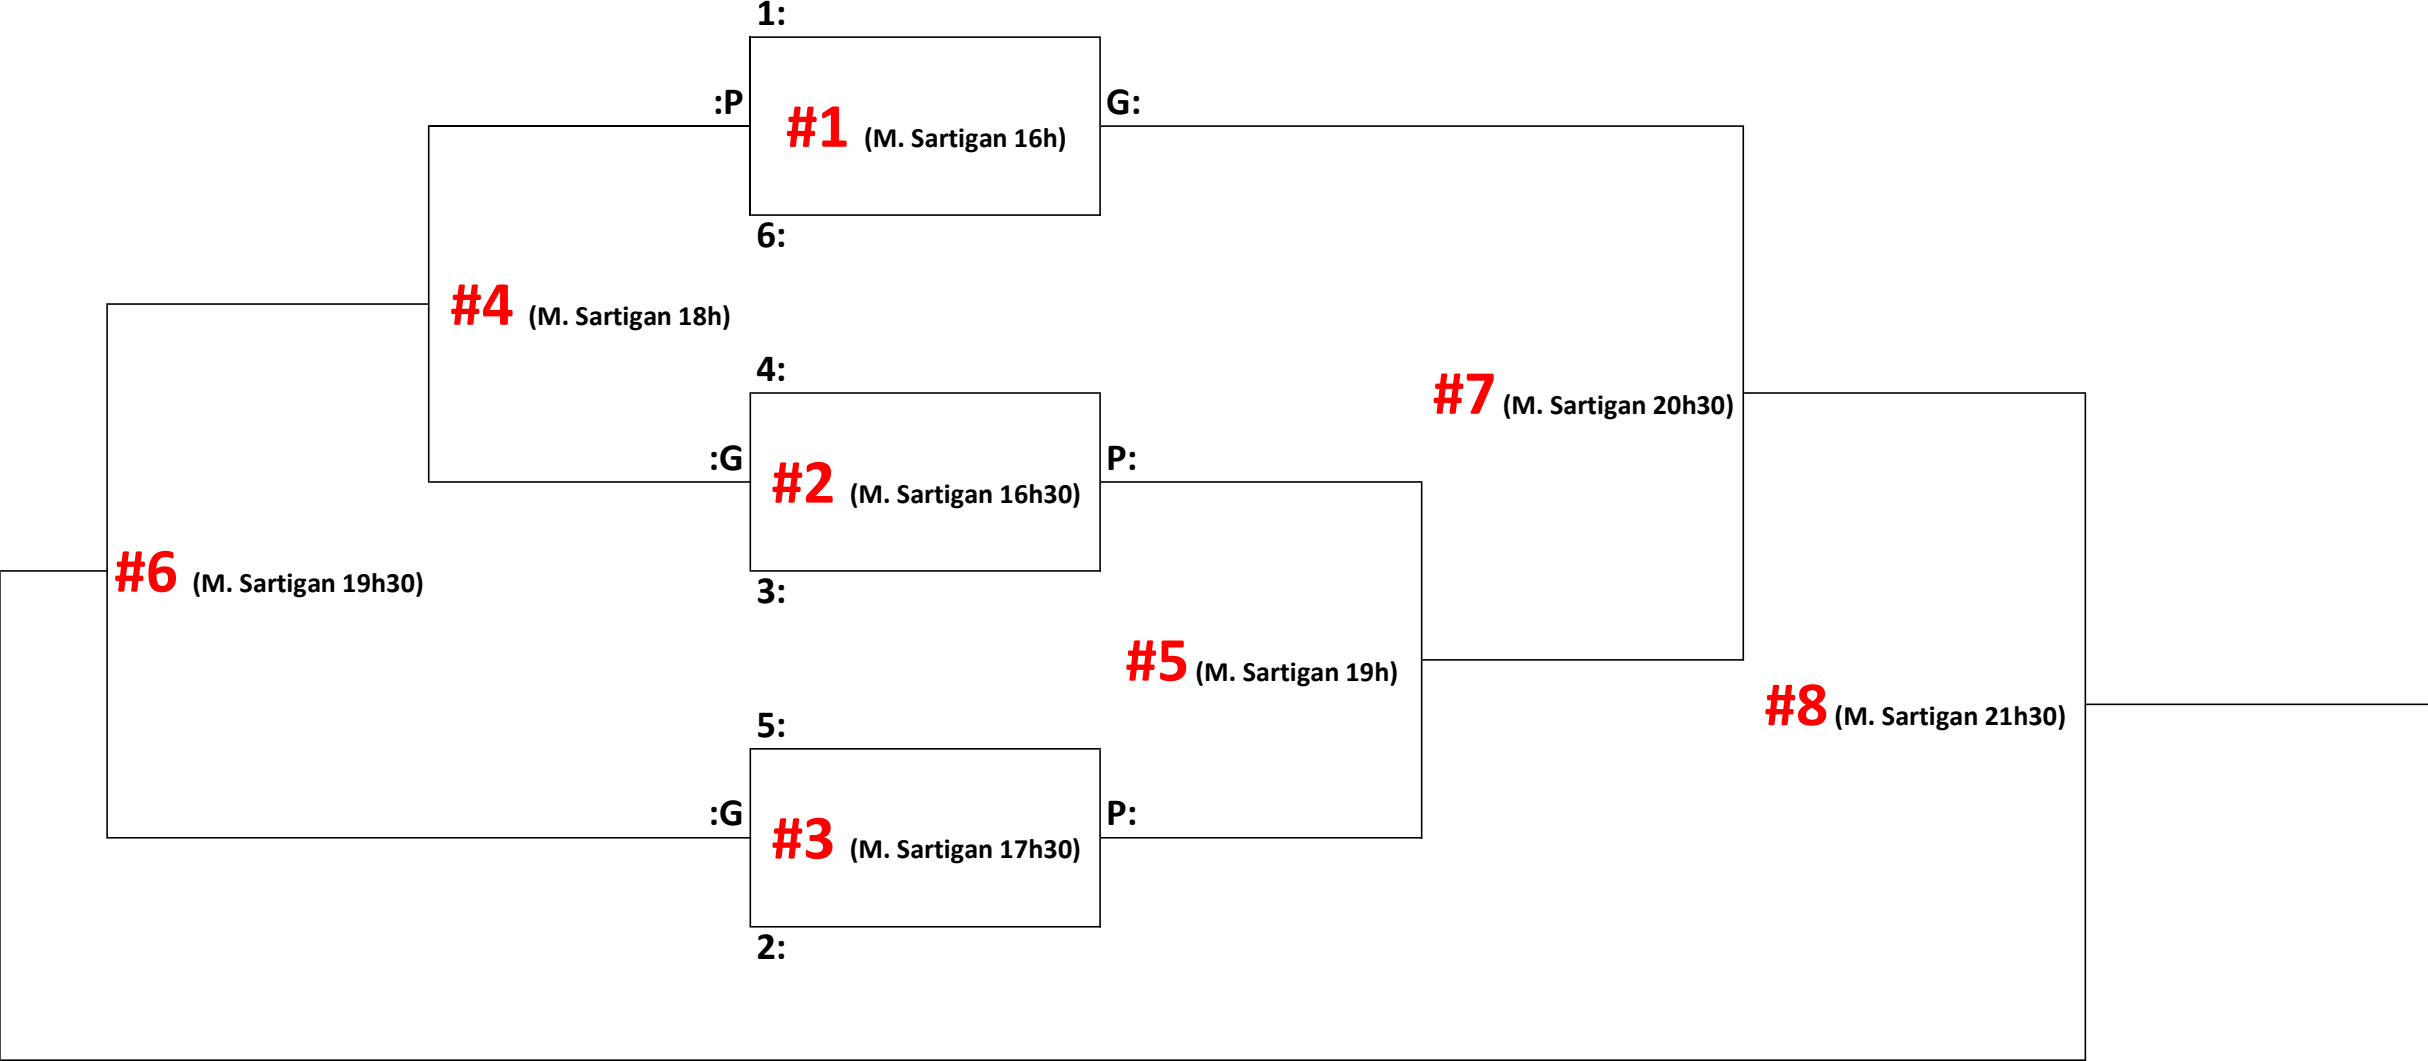 1:
:P
G:
#1 (M. Sartigan 16h)
6:
#4 (M. Sartigan 18h)
4:
#7 (M. Sartigan 20h30)
:G
P:
#2 (M. Sartigan 16h30)
#6 (M. Sartigan 19h30)
3:
#5 (M. Sartigan 19h)
#8 (M. Sartigan 21h30)
5:
:G
P:
#3 (M. Sartigan 17h30)
2: